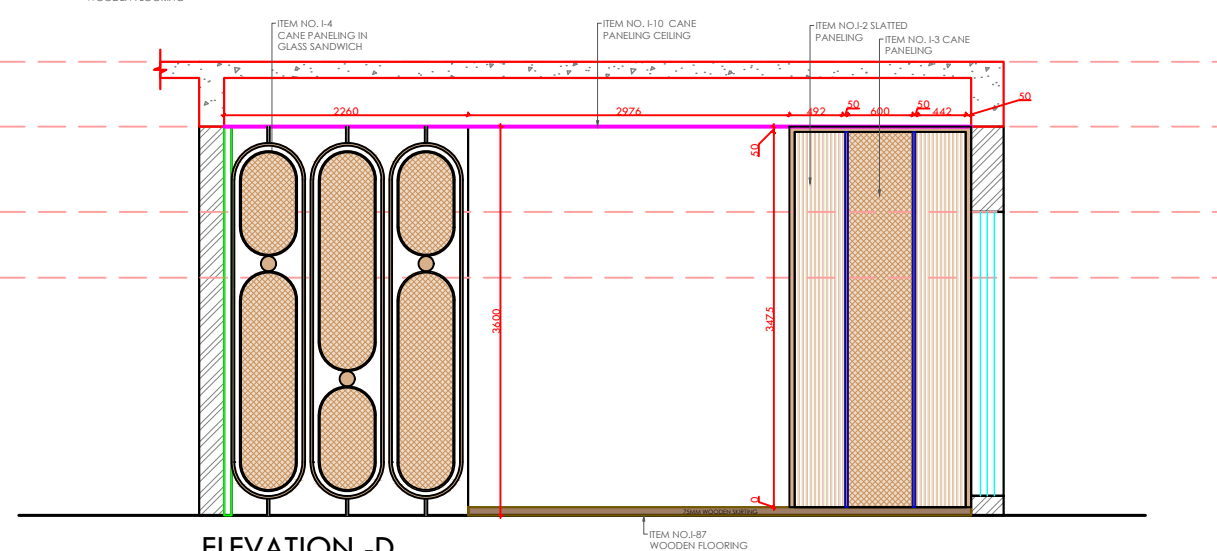 WOODEN FLOORING
ITEM NO. I-4
CANE PANELING IN
GLASS SANDWICH
ITEM NO. I-10 CANE
PANELING CEILING
ITEM NO.I-2 SLATTED
PANELING
ITEM NO. I-3 CANE
PANELING
2260
2976
492
50
600
50
442
50
50
3600
3475
0
75MM WOODEN SKIRTING
ITEM NO.I-87
WOODEN FLOORING
ELEVATION -D